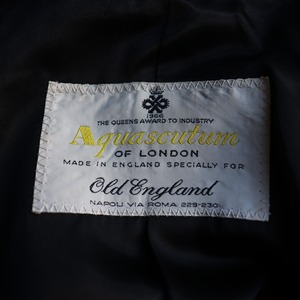 1966
THE QUEENS AWARD TO INDUSTRY
Aquascutum
OF LONDON
MADE IN ENGLAND SPECIALLY FOR
Old England
NAPOLI VIA ROMA 229-230